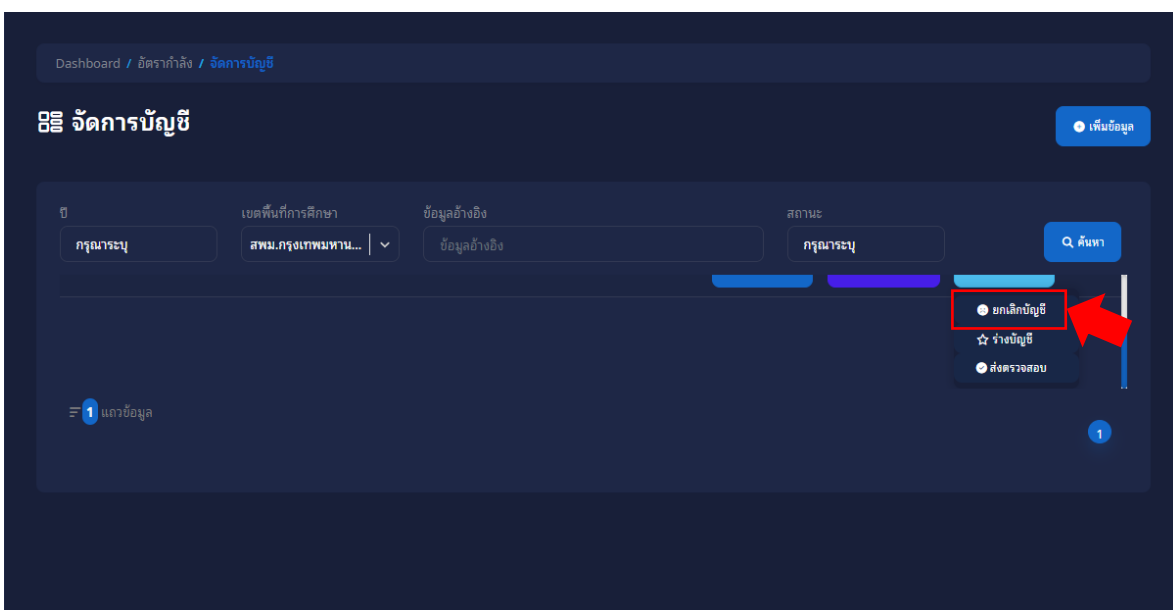 Dashboard / อัตรากำลัง / จัดการบัญชี
จัดการบัญชี
เพิ่มข้อมูล
ปี เขตพื้นที่การศึกษา ข้อมูลอ้างอิง สถานะ
กรุณาระบุ สพม.กรุงเทพมหาน... ข้อมูลอ้างอิง กรุณาระบุ ค้นหา
ยกเลิกบัญชี
ร่างบัญชี
ส่งตรวจสอบ
1 แถวข้อมูล
1